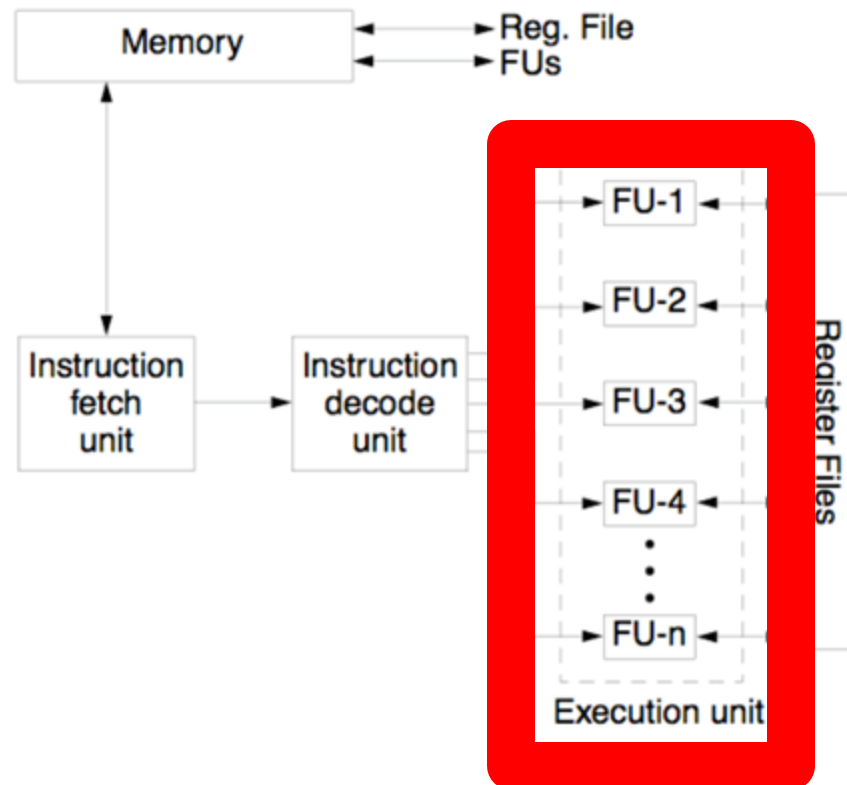 Memory
Reg. File
FUs
FU-1
FU-2
Instruction
fetch
unit
Instruction
decode
unit
FU-3
FU-4
FU-n
Execution unit
Register Files